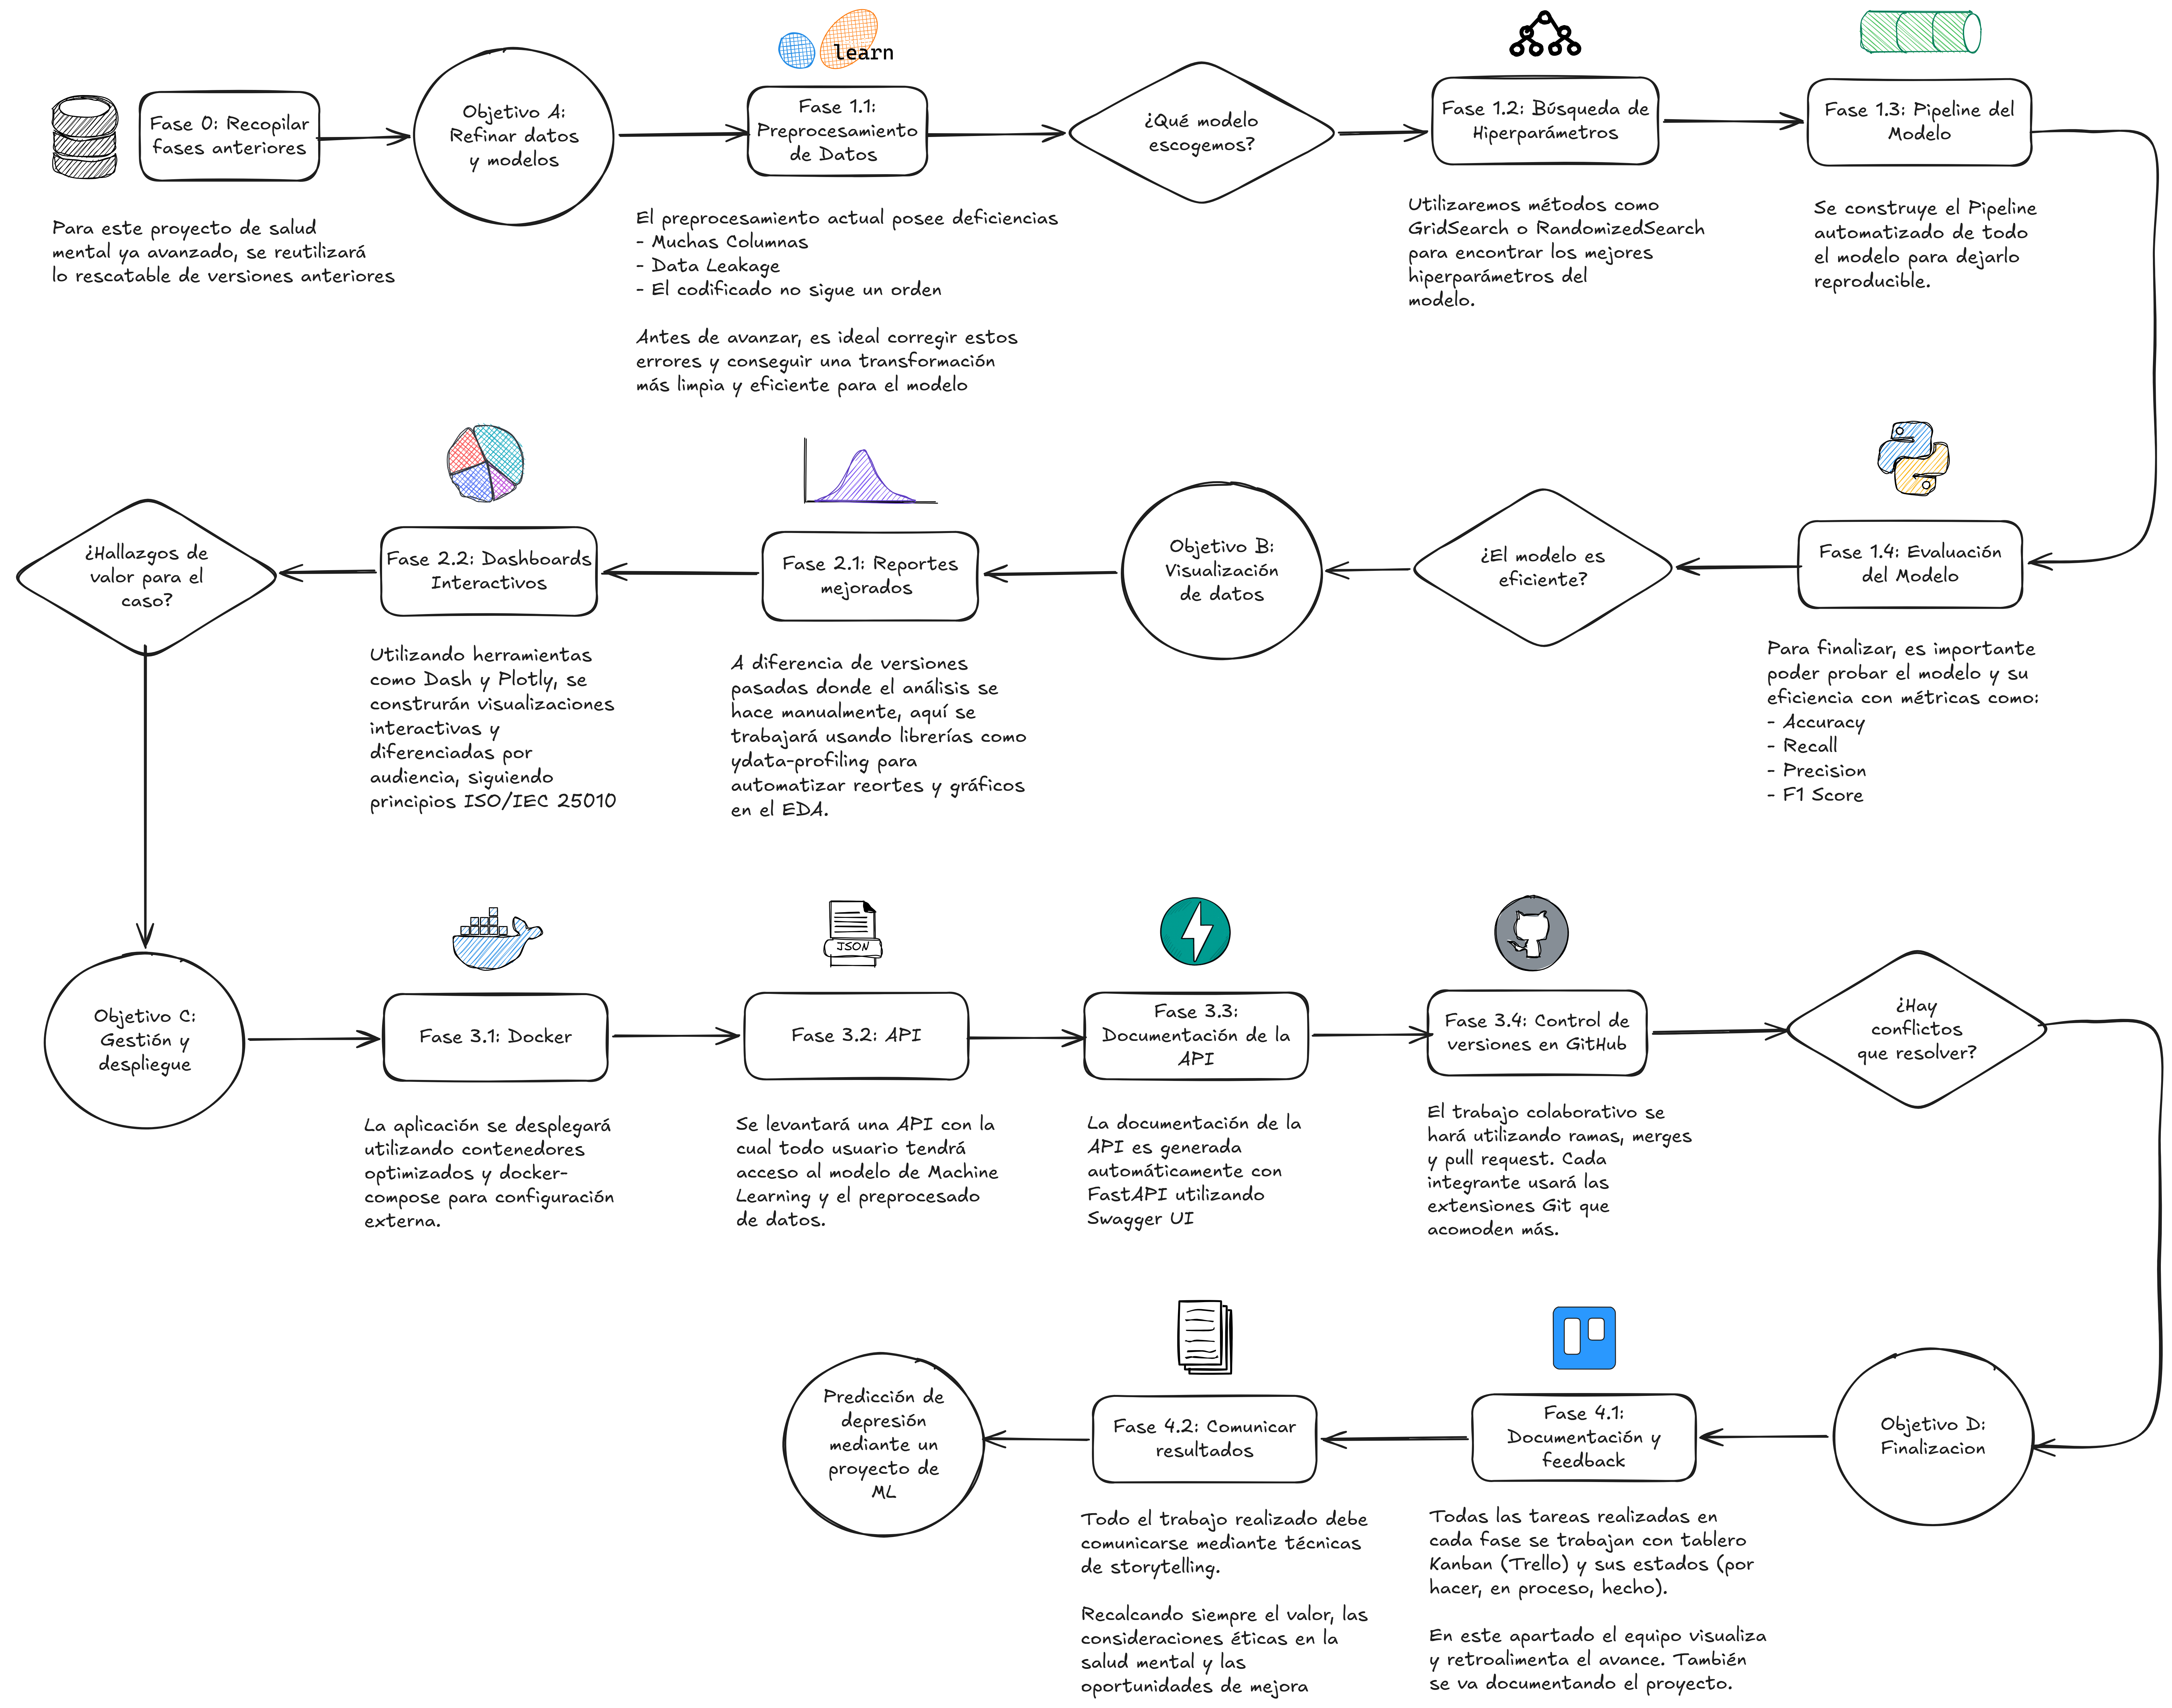 learn
Fase 0: Recopilar
fases anteriores
Objetivo A:
Refinar datos
y modelos
Fase 1.1:
Preprocesamiento
de Datos
¿Qué modelo
escogemos?
Fase 1.2: Búsqueda de
Hiperparámetros
Fase 1.3: Pipeline del
Modelo
Para este proyecto de salud
mental ya avanzado, se reutilizará
lo rescatable de versiones anteriores
El preprocesamiento actual posee deficiencias
- Muchas Columnas
- Data Leakage
- El codificado no sigue un orden
Antes de avanzar, es ideal corregir estos
errores y conseguir una transformación
más limpia y eficiente para el modelo
Utilizaremos métodos como
GridSearch o RandomizedSearch
para encontrar los mejores
hiperparámetros del
modelo.
Se construye el Pipeline
automatizado de todo
el modelo para dejarlo
reproducible.
Fase 1.4: Evaluación
del Modelo
Para finalizar, es importante
poder probar el modelo y su
eficiencia con métricas como:
- Accuracy
- Recall
- Precision
- F1 Score
¿El modelo es
eficiente?
Objetivo B:
Visualización
de datos
Fase 2.1: Reportes
mejorados
A diferencia de versiones
pasadas donde el análisis se
hace manualmente, aquí se
trabajará usando librerías como
ydata-profiling para
automatizar reortes y gráficos
en el EDA.
Fase 2.2: Dashboards
Interactivos
Utilizando herramientas
como Dash y Plotly, se
construrán visualizaciones
interactivas y
diferenciadas por
audiencia, siguiendo
principios ISO/IEC 25010
¿Hallazgos de
valor para el
caso?
Objetivo C:
Gestión y
despliegue
Fase 3.1: Docker
La aplicación se desplegará
utilizando contenedores
optimizados y docker-
compose para configuración
externa.
JSON
Fase 3.2: API
Se levantará una API con la
cual todo usuario tendrá
acceso al modelo de Machine
Learning y el preprocesado
de datos.
Fase 3.3:
Documentación de la
API
La documentación de la
API es generada
automáticamente con
FastAPI utilizando
Swagger UI
Fase 3.4: Control de
versiones en GitHub
El trabajo colaborativo se
hará utilizando ramas, merges
y pull request. Cada
integrante usará las
extensiones Git que
acomoden más.
¿Hay
conflictos
que resolver?
Objetivo D:
Finalizacion
Fase 4.1:
Documentación y
feedback
Todas las tareas realizadas en
cada fase se trabajan con tablero
Kanban (Trello) y sus estados (por
hacer, en proceso, hecho).
En este apartado el equipo visualiza
y retroalimenta el avance. También
se va documentando el proyecto.
Fase 4.2: Comunicar
resultados
Todo el trabajo realizado debe
comunicarse mediante técnicas
de storytelling.
Recalcando siempre el valor, las
consideraciones éticas en la
salud mental y las
oportunidades de mejora
Predicción de
depresión
mediante un
proyecto de
ML